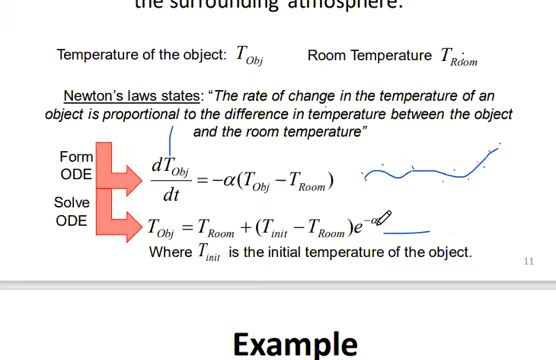 the surrounding atmosphere.
Temperature of the object: T_Obj Room Temperature T_Room
Newton's laws states: "The rate of change in the temperature of an
object is proportional to the difference in temperature between the object
and the room temperature"
Form
ODE
dT_Obj/dt = -α(T_Obj - T_Room)
Solve
ODE
T_Obj = T_Room + (T_init - T_Room)e^-α
Where T_init is the initial temperature of the object.
11
Example